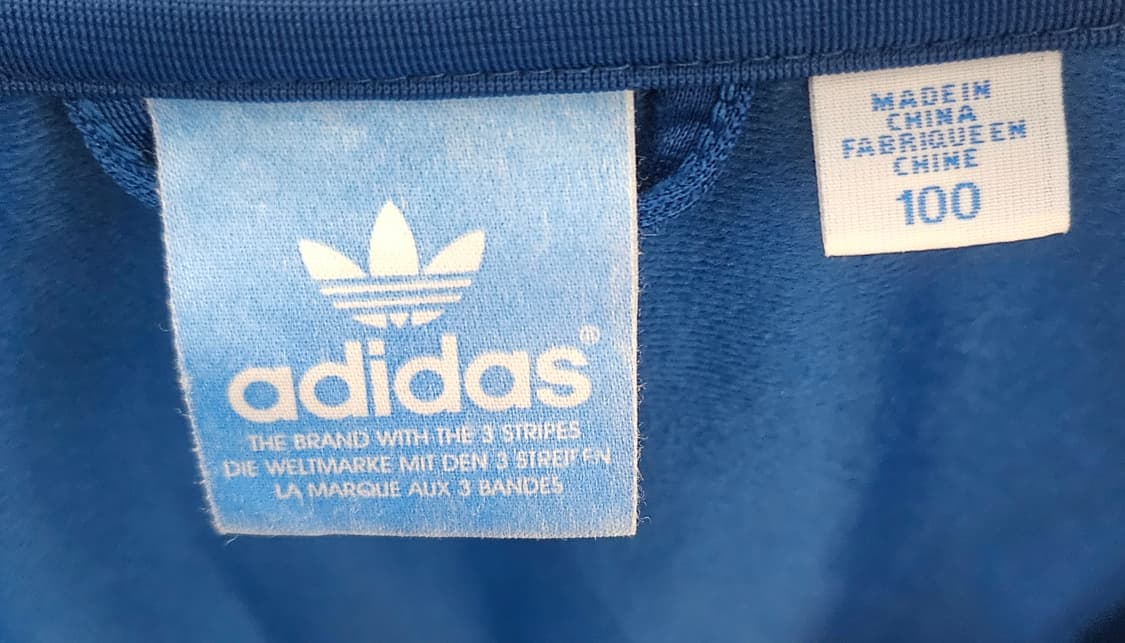 adidas®
THE BRAND WITH THE 3 STRIPES
DIE WELTMARKE MIT DEN 3 STREIFEN
LA MARQUE AUX 3 BANDES
MADE IN
CHINA
FABRIQUE EN
CHINE
100